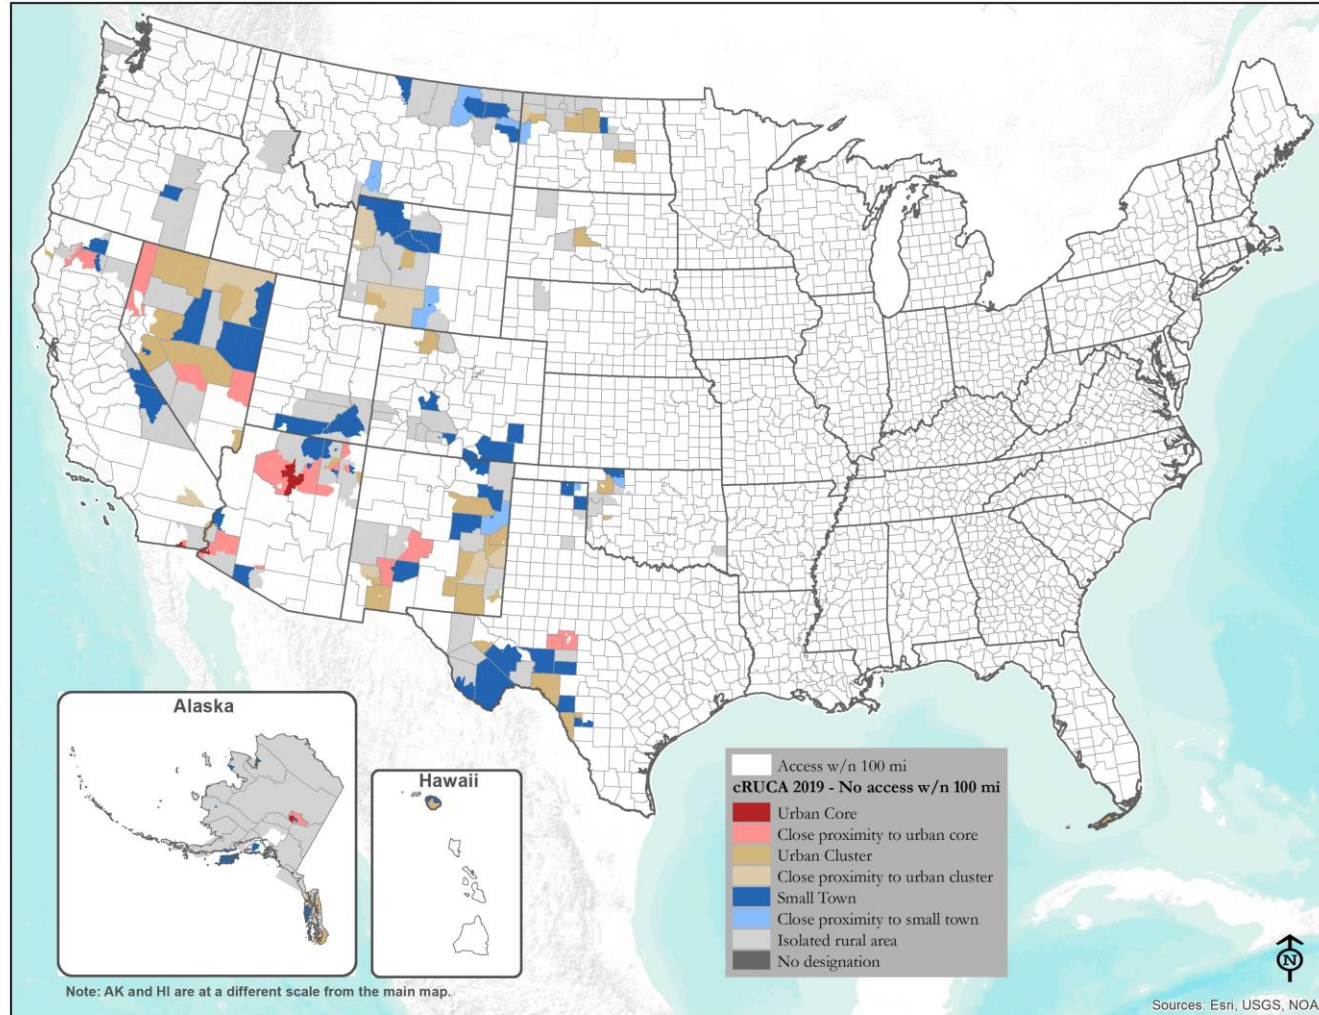 Alaska
Hawaii
Note: AK and HI are at a different scale from the main map.
Access w/n 100 mi
cRUCA 2019 - No access w/n 100 mi
Urban Core
Close proximity to urban core
Urban Cluster
Close proximity to urban cluster
Small Town
Close proximity to small town
Isolated rural area
No designation
N
Sources: Esri, USGS, NOA